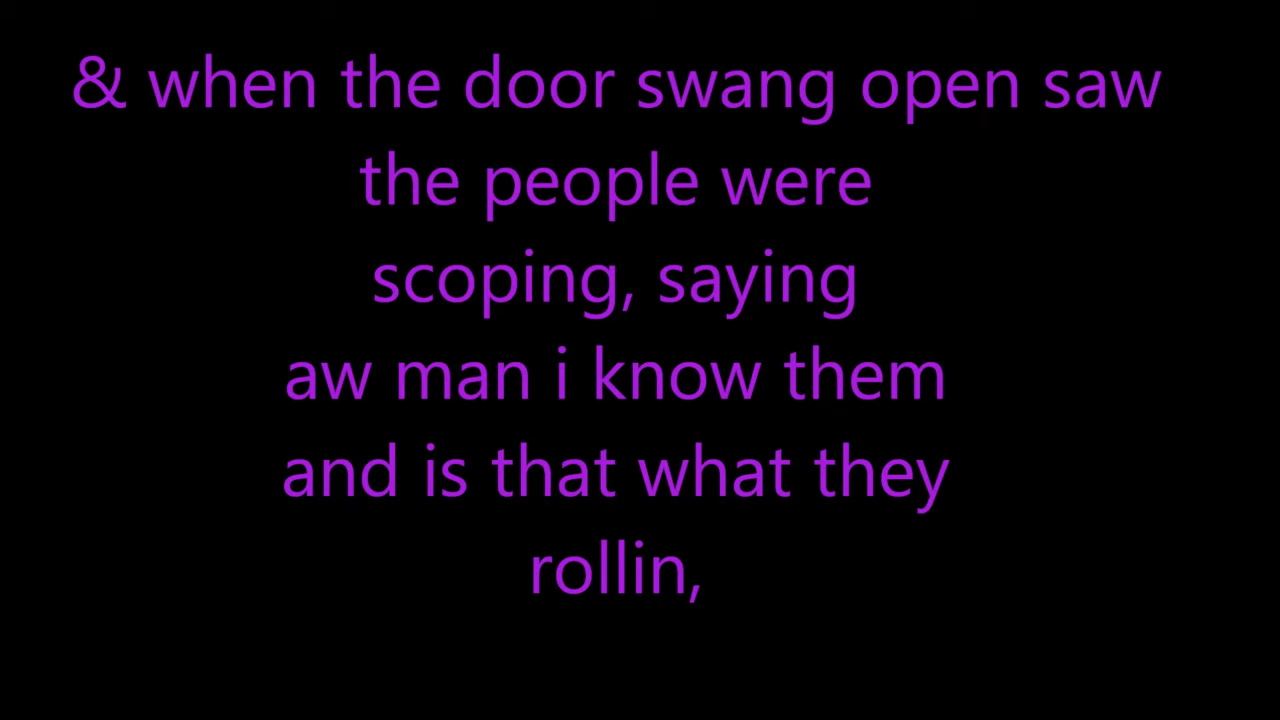 & when the door swang open saw
the people were
scoping, saying
aw man i know them
and is that what they
rollin,